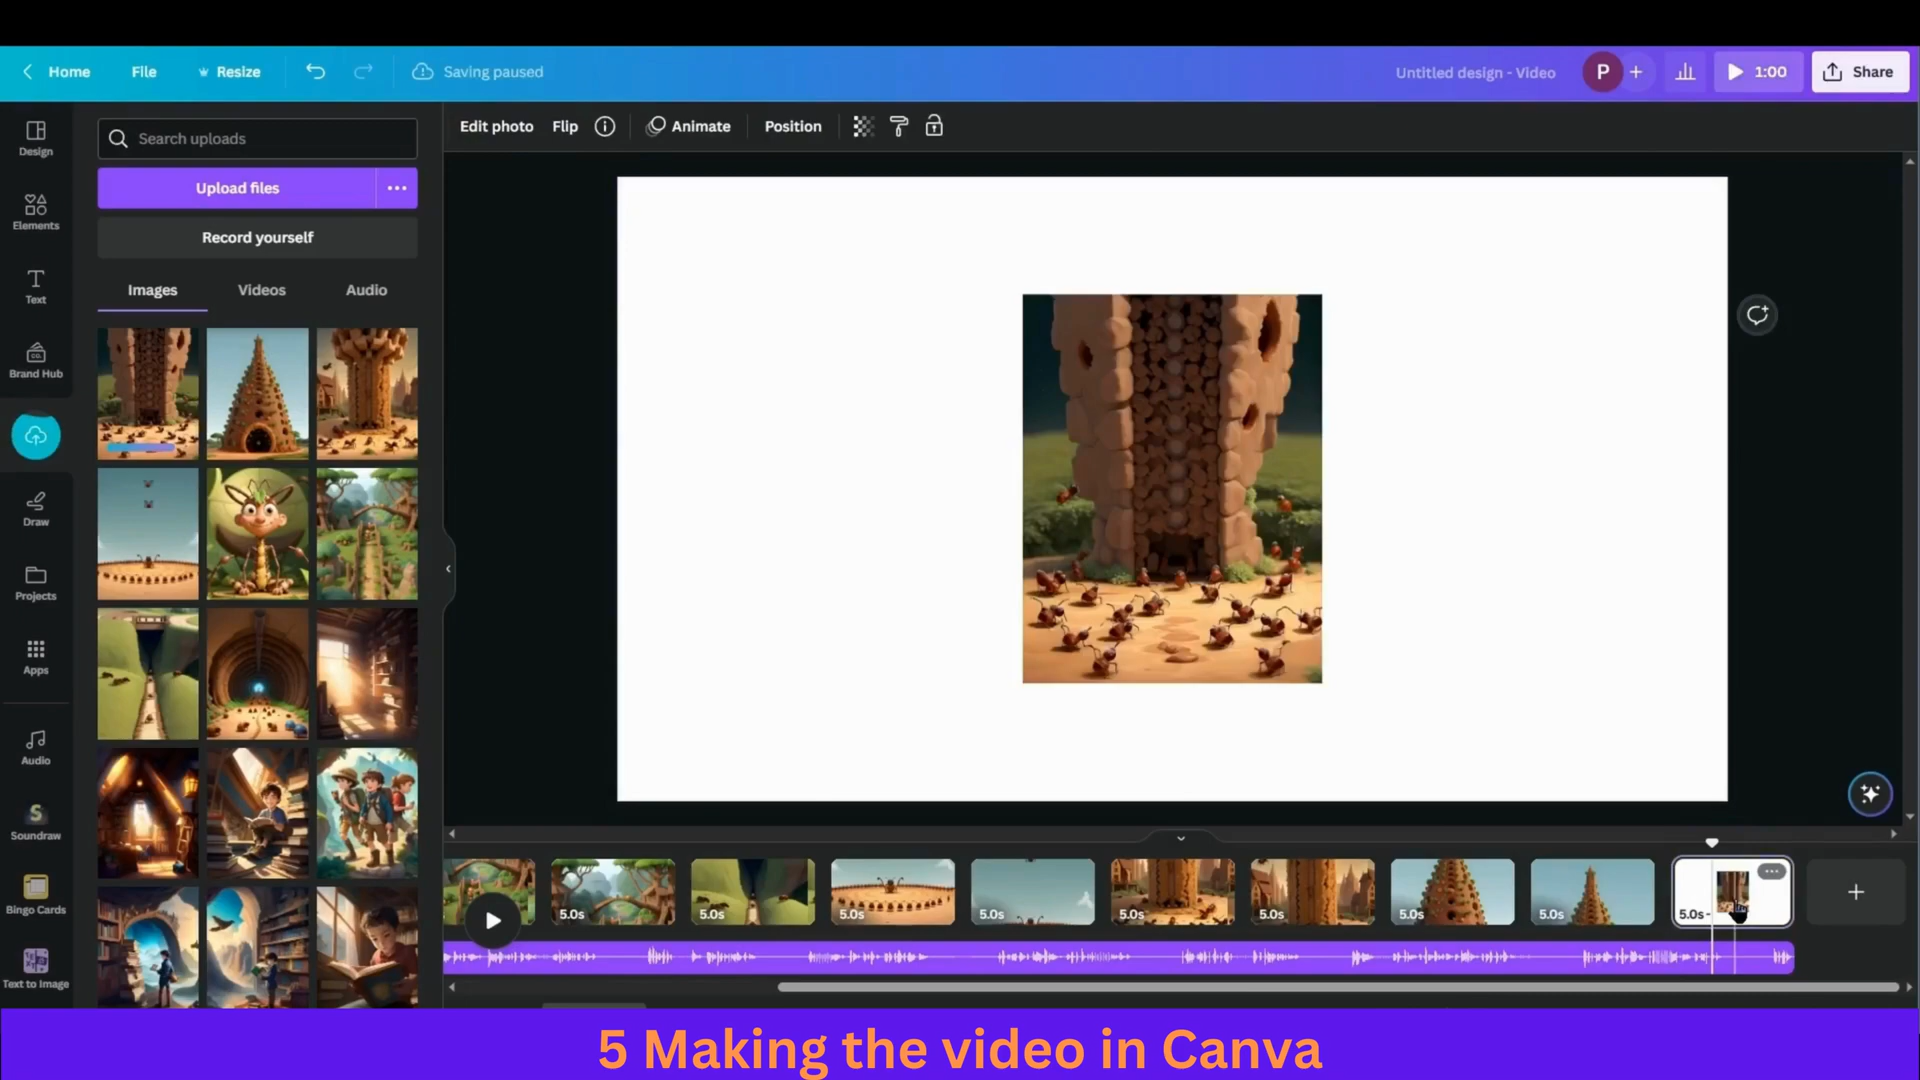 Home File Resize Saving paused Untitled design - Video P 1:00 Share
Edit photo Flip Animate Position
Search uploads
Upload files
Record yourself
Images Videos Audio
Design
Elements
Text
Brand Hub
Draw
Projects
Apps
Audio
Soundraw
Bingo Cards
Text to Image
5.0s 5.0s 5.0s 5.0s 5.0s 5.0s 5.0s 5.0s 5.0s
5 Making the video in Canva